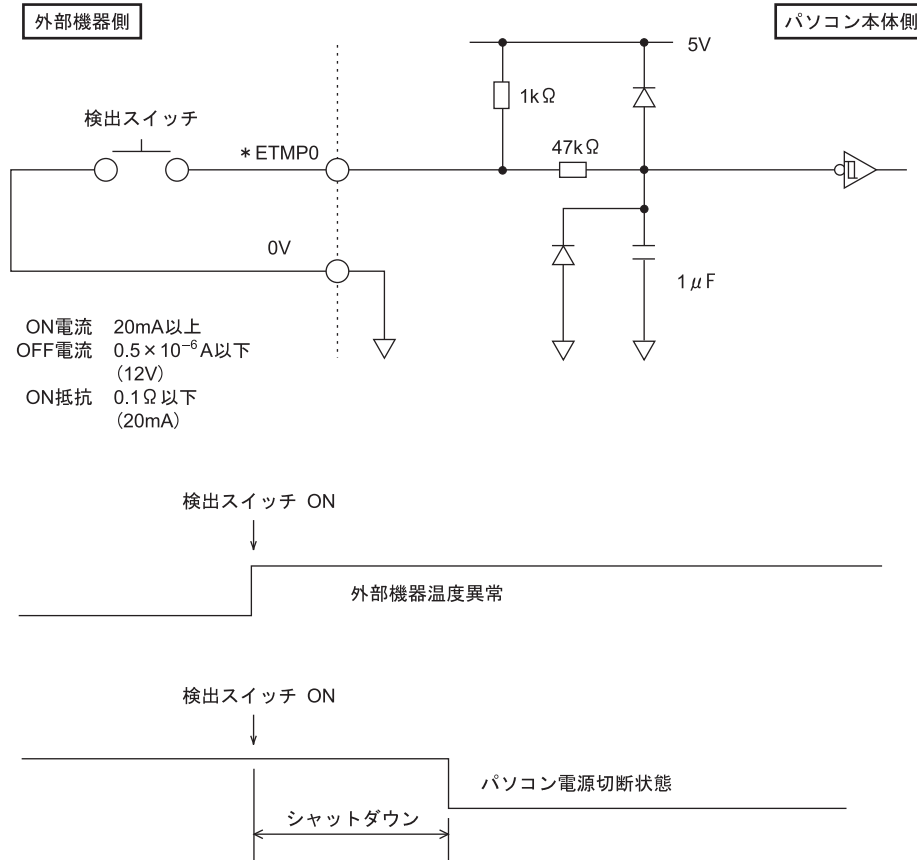 外部機器側
パソコン本体側
5V
1kΩ
検出スイッチ
*ETMP0
47kΩ
0V
1μF
ON電流 20mA以上
OFF電流 0.5×10⁻⁶A以下
(12V)
ON抵抗 0.1Ω以下
(20mA)
検出スイッチ ON
外部機器温度異常
検出スイッチ ON
パソコン電源切断状態
シャットダウン